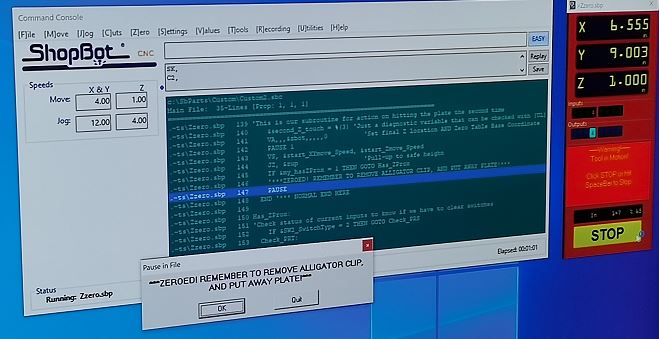 Command Console
[F]ile [M]ove [J]og [C]uts [Z]ero [S]ettings [V]alues [T]ools [R]ecording [U]tilities [H]elp
ShopBot CNC
EASY
SK,
C2,
Replay
Save
Speeds
X & Y Z
Move: 4.00 1.00
Jog: 12.00 4.00
c:\SbParts\Custom\Custom2.sbc
Main File: 35-Lines [Prop: 1, 1, 1]
-ts\Zzero.sbp 139 'This is our subroutine for action on hitting the plate the second time
-ts\Zzero.sbp 140 &second_Z_touch = %(3) 'Just a diagnostic variable that can be checked with [UL]
-ts\Zzero.sbp 141 'Set final Z location AND Zero Table Base Coordinate
-ts\Zzero.sbp 142 PAUSE 1
-ts\Zzero.sbp 143 VS, &start_XYmove_Speed, &start_Zmove_Speed
-ts\Zzero.sbp 144 JZ, &zup 'Pull-up to safe height
-ts\Zzero.sbp 145 IF &my_hasZProx = 1 THEN GOTO Has_ZProx
-ts\Zzero.sbp 146 '""ZEROED! REMEMBER TO REMOVE ALLIGATOR CLIP, AND PUT AWAY PLATE!""
-ts\Zzero.sbp 147 PAUSE
-ts\Zzero.sbp 148 END '"" NORMAL END HERE
-ts\Zzero.sbp 149
-ts\Zzero.sbp 150 Has_ZProx:
-ts\Zzero.sbp 151 'Check status of current inputs to know if we have to clear switches
-ts\Zzero.sbp 152 IF &SW2_SwitchType = 2 THEN GOTO Check_PRX
-ts\Zzero.sbp 153 Check_PRT:
Elapsed: 00:01:01
Status
Running: Zzero.sbp
Pause in File
""ZEROED! REMEMBER TO REMOVE ALLIGATOR CLIP,
AND PUT AWAY PLATE!""
OK
Quit
Zzero.sbp
X 6.555 in
Y 9.003 in
Z 1.000 in
Inputs
1
Outputs
1
---Warning---
Tool in Motion!
Click STOP or hit
SpaceBar to Stop
STOP